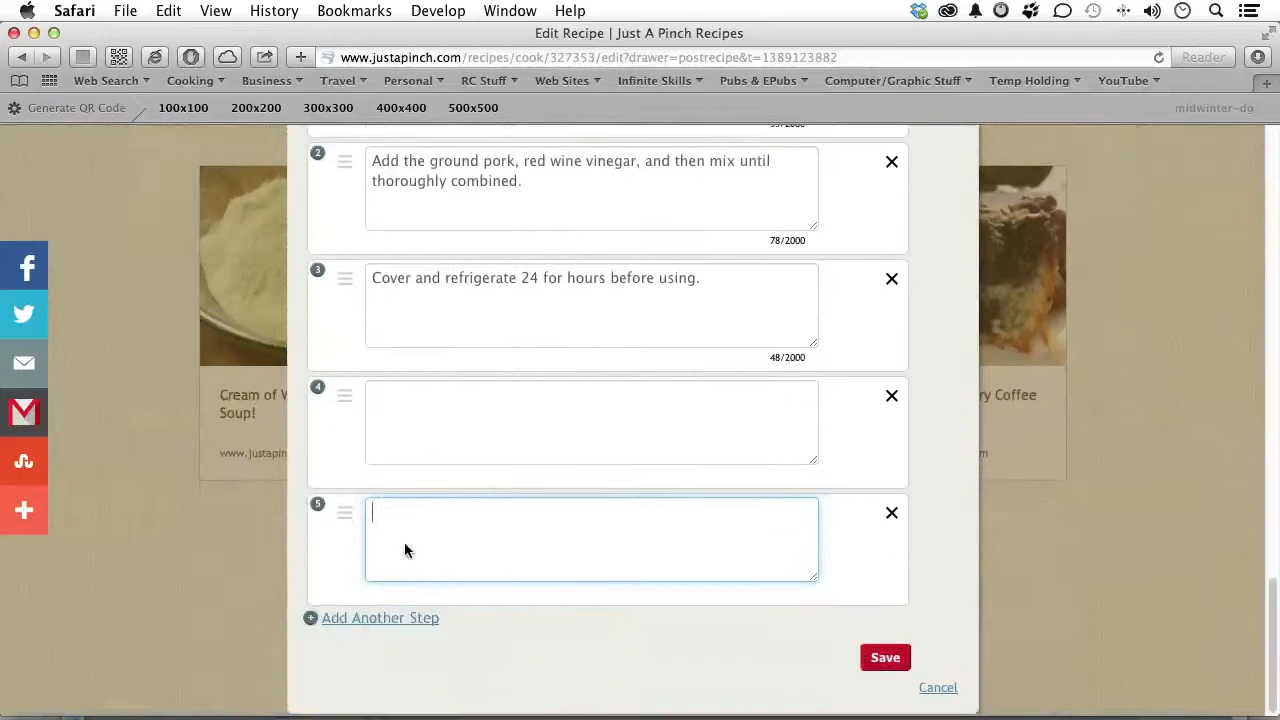 Safari File Edit View History Bookmarks Develop Window Help
Edit Recipe | Just A Pinch Recipes
www.justapinch.com/recipes/cook/327353/edit?drawer=postrecipe&t=1389123882
Reader
Web Search Cooking Business Travel Personal RC Stuff Web Sites Infinite Skills Pubs & EPubs Computer/Graphic Stuff Temp Holding YouTube
Generate QR Code 100x100 200x200 300x300 400x400 500x500 midwinter-dg
2
Add the ground pork, red wine vinegar, and then mix until
thoroughly combined.
78/2000
3
Cover and refrigerate 24 for hours before using.
48/2000
4
5
Add Another Step
Save
Cancel
Cream of
Soup!
www.justapin
ry Coffee
m